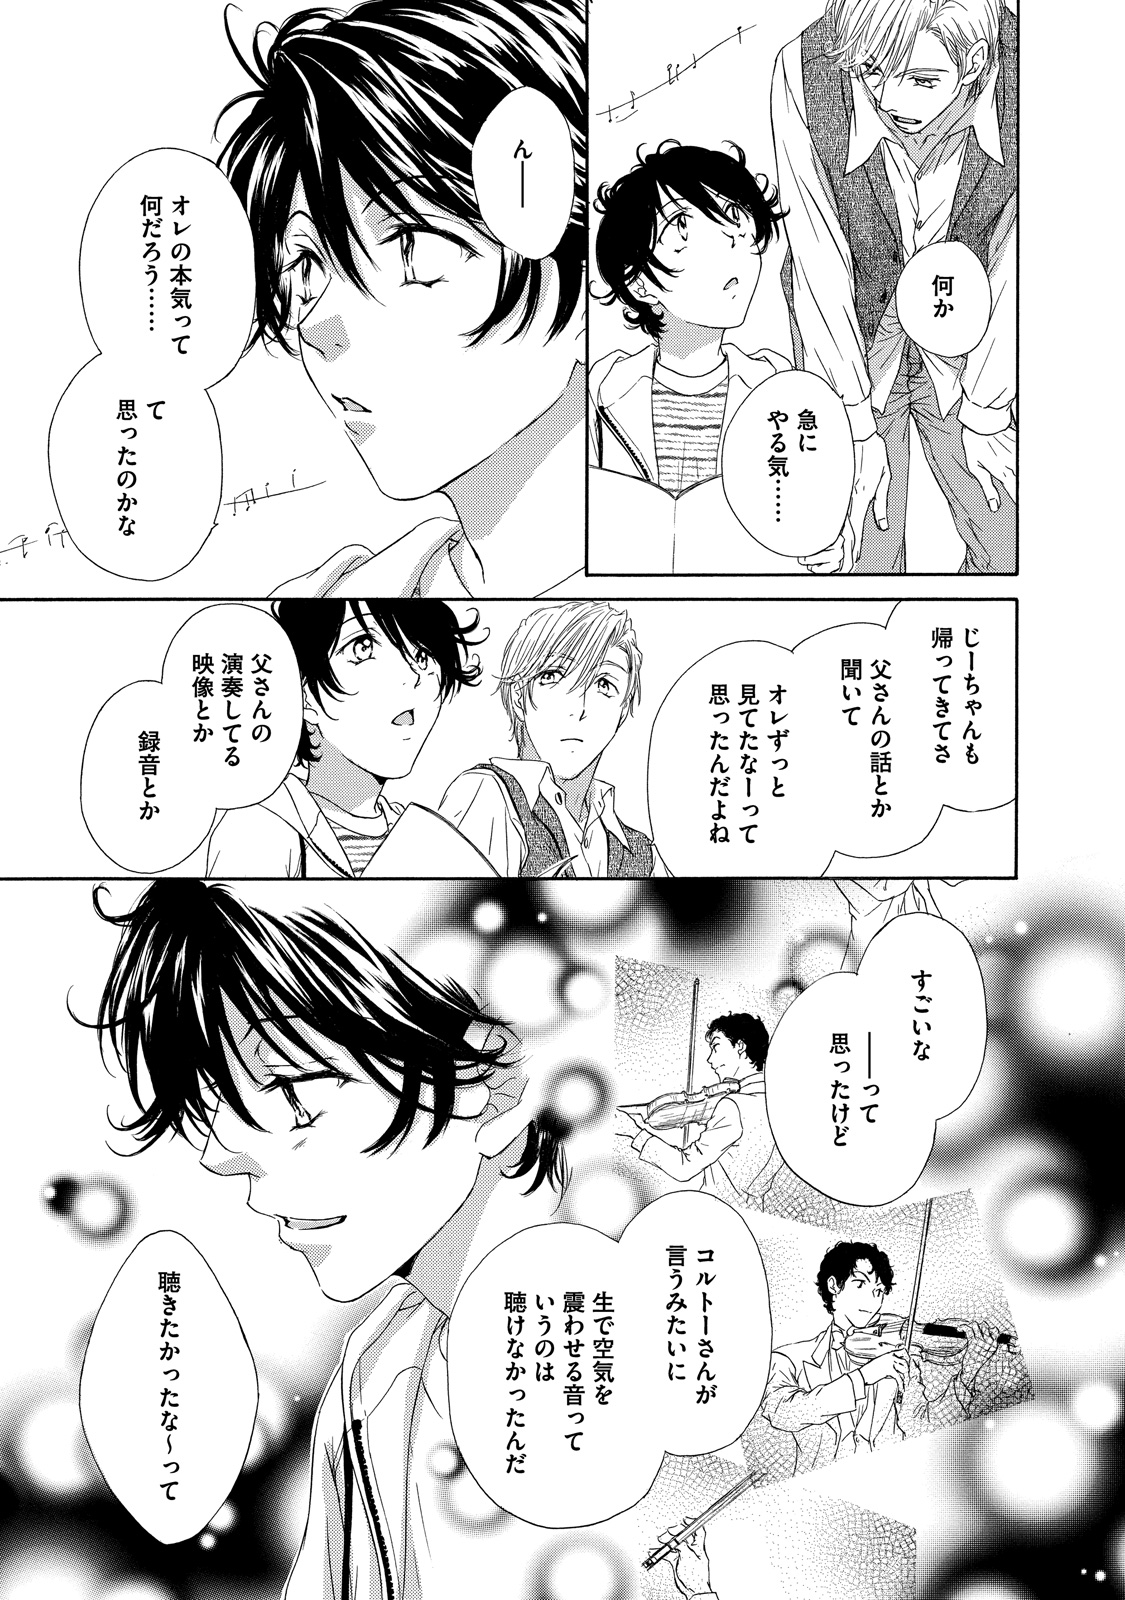 何か
急に
やる気……
ん——
オレの本気って
何だろう……
て
思ったのかな
じーちゃんも
帰ってきてさ
父さんの話とか
聞いて
オレずっと
見てたなーって
思ったんだよね
父さんの
演奏してる
映像とか
録音とか
すごいな
——って
思ったけど
コルトーさんが
言うみたいに
生で空気を
震わせる音って
いうのは
聴けなかったんだ
聴きたかったな〜って